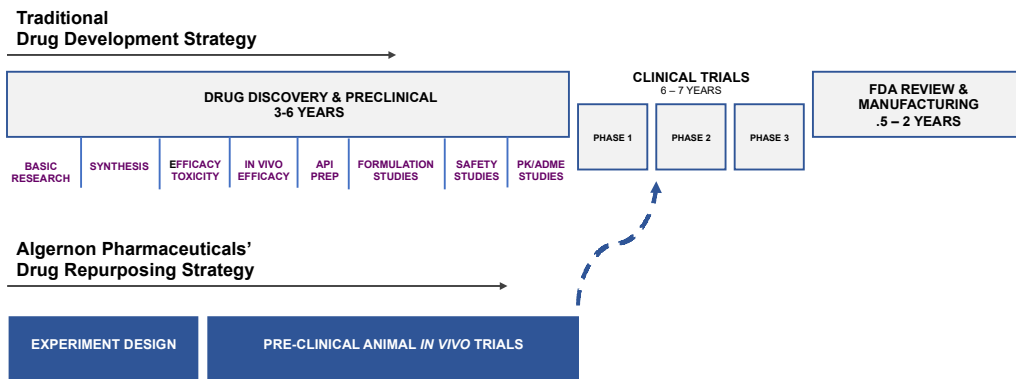 Traditional
Drug Development Strategy
DRUG DISCOVERY & PRECLINICAL
3-6 YEARS
CLINICAL TRIALS
6 – 7 YEARS
FDA REVIEW &
MANUFACTURING
.5 – 2 YEARS
PHASE 1
PHASE 2
PHASE 3
BASIC
RESEARCH
SYNTHESIS
EFFICACY
TOXICITY
IN VIVO
EFFICACY
API
PREP
FORMULATION
STUDIES
SAFETY
STUDIES
PK/ADME
STUDIES
Algernon Pharmaceuticals’
Drug Repurposing Strategy
EXPERIMENT DESIGN
PRE-CLINICAL ANIMAL IN VIVO TRIALS